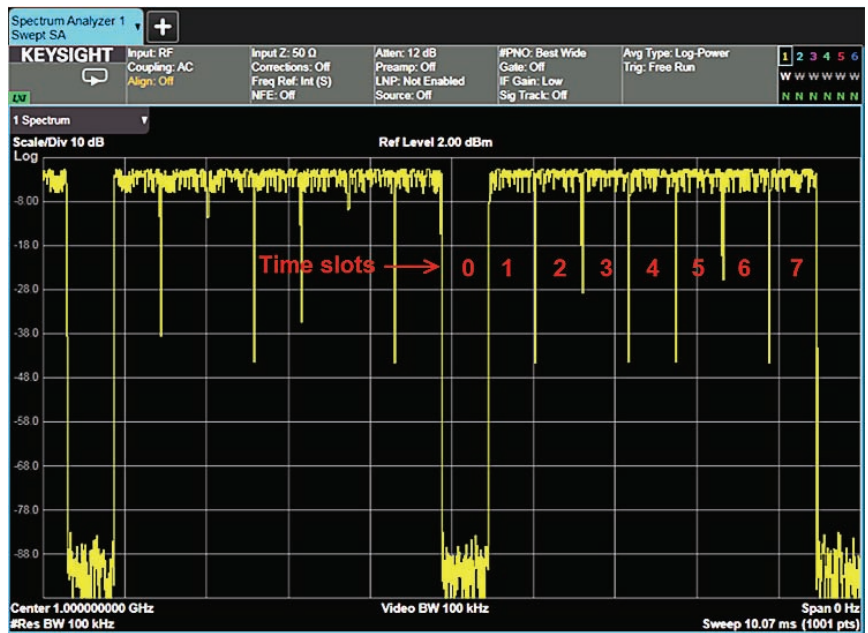 Spectrum Analyzer 1
Swept SA
+
KEYSIGHT
LXI
Input: RF
Coupling: AC
Align: Off
Input Z: 50 Ω
Corrections: Off
Freq Ref: Int (S)
NFE: Off
Atten: 12 dB
Preamp: Off
LNP: Not Enabled
Source: Off
#PNO: Best Wide
Gate: Off
IF Gain: Low
Sig Track: Off
Avg Type: Log-Power
Trig: Free Run
1 2 3 4 5 6
W W W W W W
N N N N N N
1 Spectrum
Scale/Div 10 dB
Ref Level 2.00 dBm
Log
-8.00
-18.0
-28.0
-38.0
-48.0
-58.0
-68.0
-78.0
-88.0
Time slots 0 1 2 3 4 5 6 7
Center 1.000000000 GHz
#Res BW 100 kHz
Video BW 100 kHz
Span 0 Hz
Sweep 10.07 ms (1001 pts)